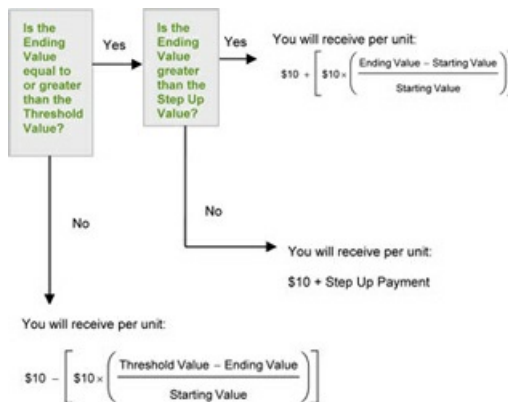 Is the
Ending
Value
equal to
or greater
than the
Threshold
Value?
Yes
Is the
Ending
Value
greater
than the
Step Up
Value?
Yes
You will receive per unit:
$10 + [ $10 × ( Ending Value – Starting Value
Starting Value )
No
No
You will receive per unit:
$10 + Step Up Payment
You will receive per unit:
$10 – [ $10 × ( Threshold Value – Ending Value
Starting Value ) ]